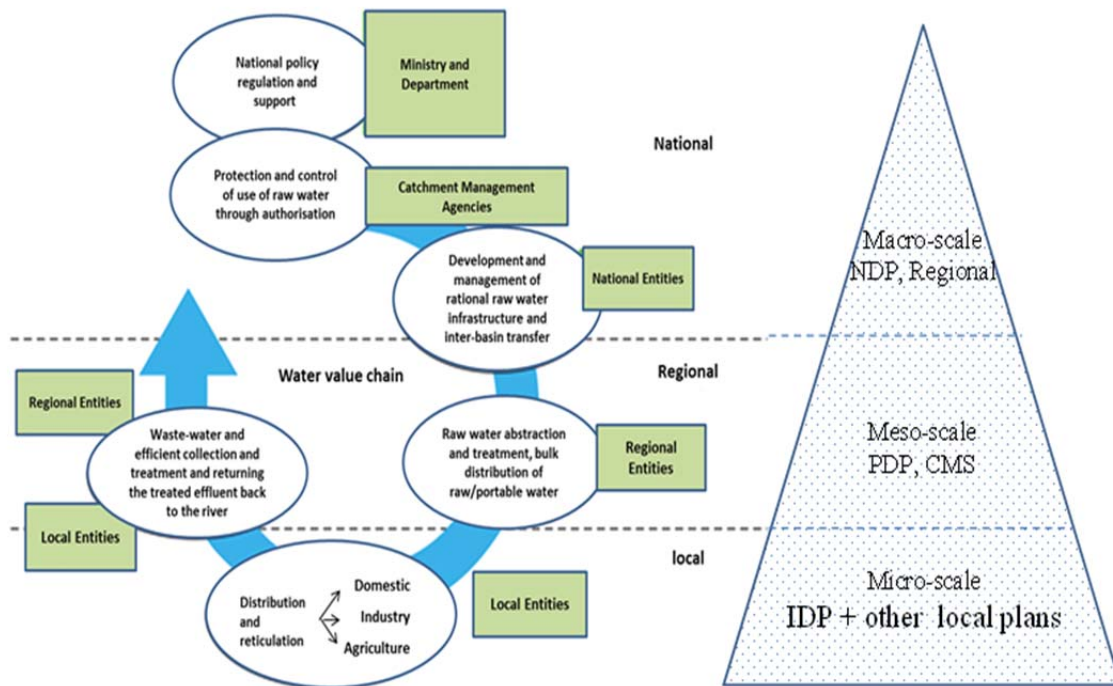 National policy
regulation and
support
Ministry and
Department
National
Protection and control
of use of raw water
through authorisation
Catchment Management
Agencies
Development and
management of
rational raw water
infrastructure and
inter-basin transfer
National Entities
Macro-scale
NDP, Regional
Water value chain
Regional
Regional Entities
Waste-water and
efficient collection and
treatment and returning
the treated effluent back
to the river
Raw water abstraction
and treatment, bulk
distribution of
raw/portable water
Regional
Entities
Meso-scale
PDP, CMS
Local Entities
local
Distribution
and
reticulation
Domestic
Industry
Agriculture
Local Entities
Micro-scale
IDP + other local plans